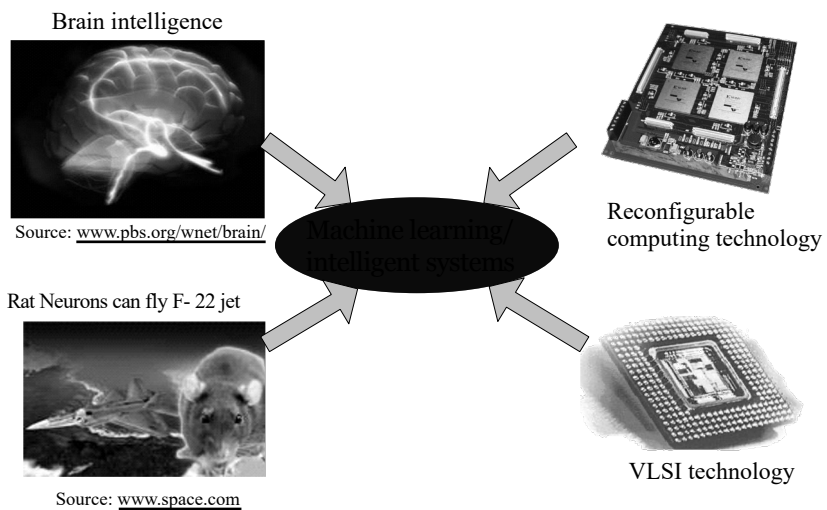 Brain intelligence
Source: www.pbs.org/wnet/brain/
Reconfigurable
computing technology
Machine learning/
intelligent systems
Rat Neurons can fly F- 22 jet
Source: www.space.com
VLSI technology